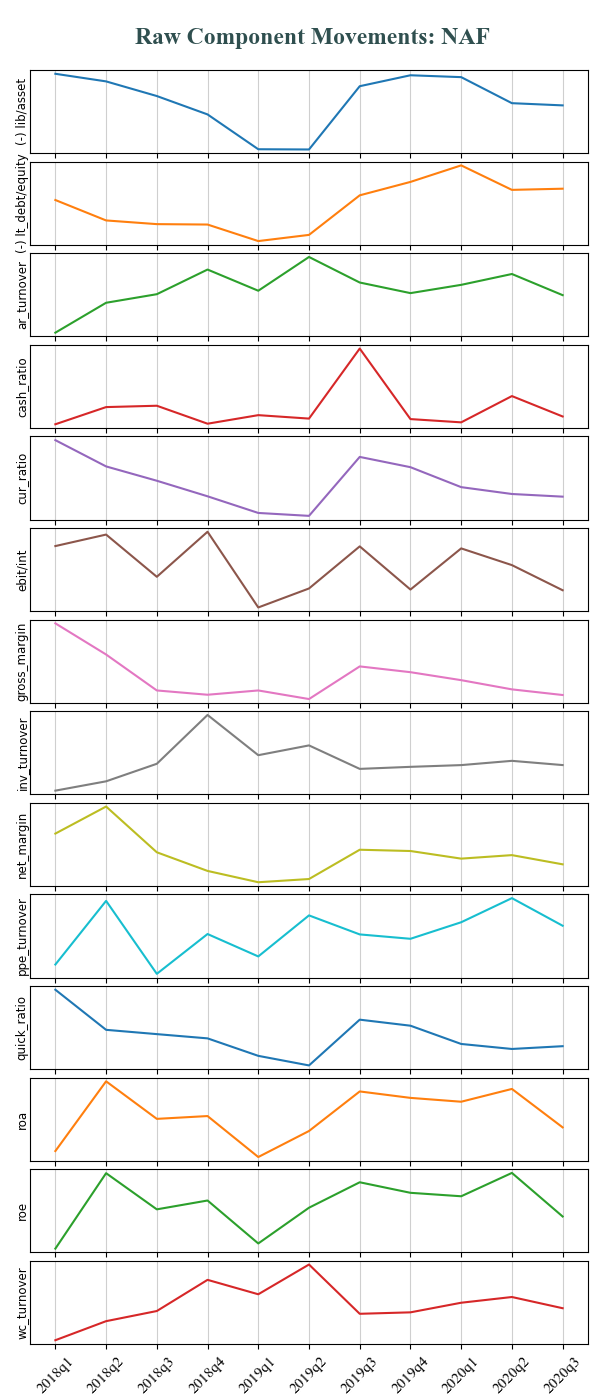 Raw Component Movements: NAF
(-) lib/asset
(-) lt_debt/equity
ar_turnover
cash_ratio
cur_ratio
ebit/int
gross_margin
inv_turnover
net_margin
ppe_turnover
quick_ratio
roa
roe
wc_turnover
2018q1 2018q2 2018q3 2018q4 2019q1 2019q2 2019q3 2019q4 2020q1 2020q2 2020q3